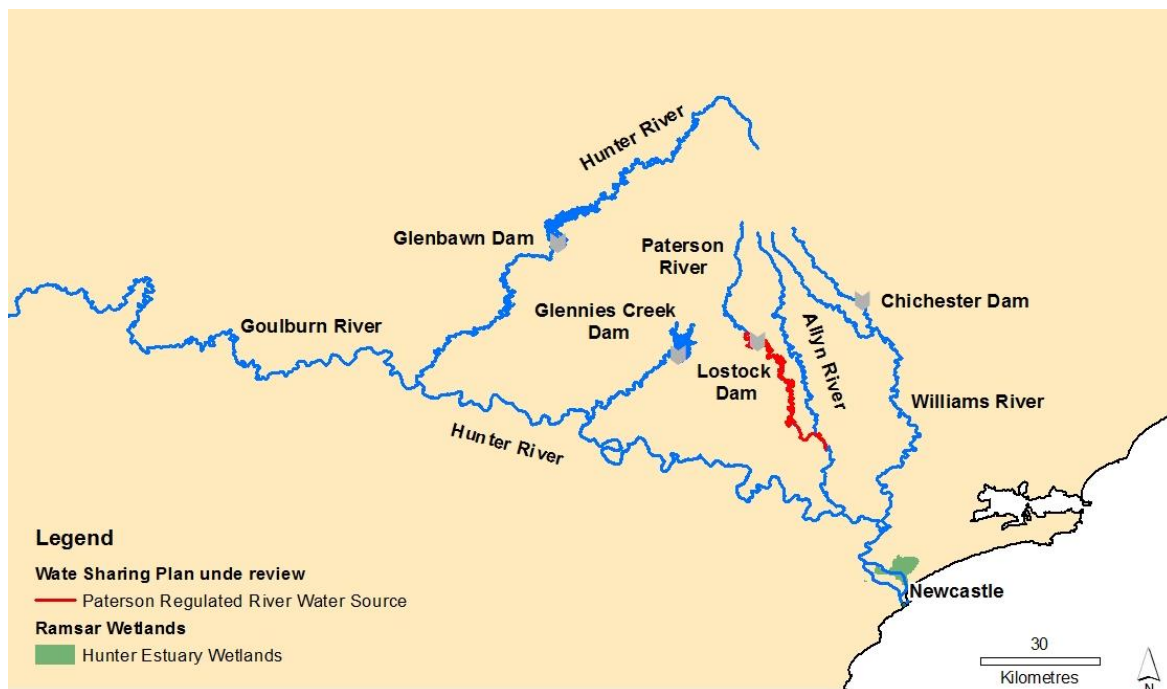 Hunter River
Glenbawn Dam
Paterson
River
Chichester Dam
Goulburn River
Glennies Creek
Dam
Allyn River
Lostock
Dam
Williams River
Hunter River
Legend
Wate Sharing Plan unde review
Paterson Regulated River Water Source
Ramsar Wetlands
Hunter Estuary Wetlands
Newcastle
30
Kilometres
N